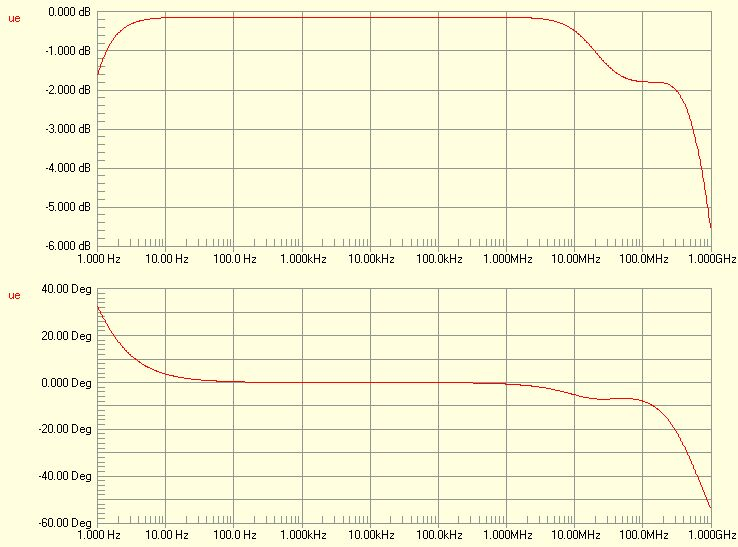 ue
0.000 dB
-1.000 dB
-2.000 dB
-3.000 dB
-4.000 dB
-5.000 dB
-6.000 dB
1.000 Hz 10.00 Hz 100.0 Hz 1.000kHz 10.00kHz 100.0kHz 1.000MHz 10.00MHz 100.0MHz 1.000GHz
ue
40.00 Deg
20.00 Deg
0.000 Deg
-20.00 Deg
-40.00 Deg
-60.00 Deg
1.000 Hz 10.00 Hz 100.0 Hz 1.000kHz 10.00kHz 100.0kHz 1.000MHz 10.00MHz 100.0MHz 1.000GHz